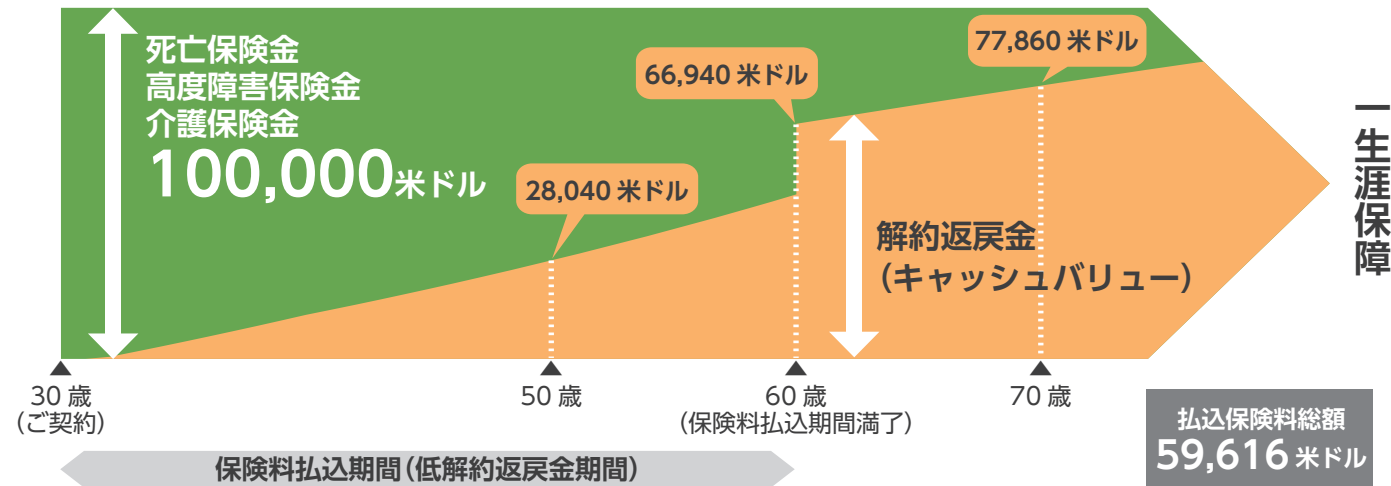 死亡保険金
高度障害保険金
介護保険金
100,000米ドル
28,040 米ドル
66,940 米ドル
77,860 米ドル
解約返戻金
（キャッシュバリュー）
一生涯保障
30 歳
（ご契約）
50 歳
60 歳
（保険料払込期間満了）
70 歳
保険料払込期間（低解約返戻金期間）
払込保険料総額
59,616 米ドル